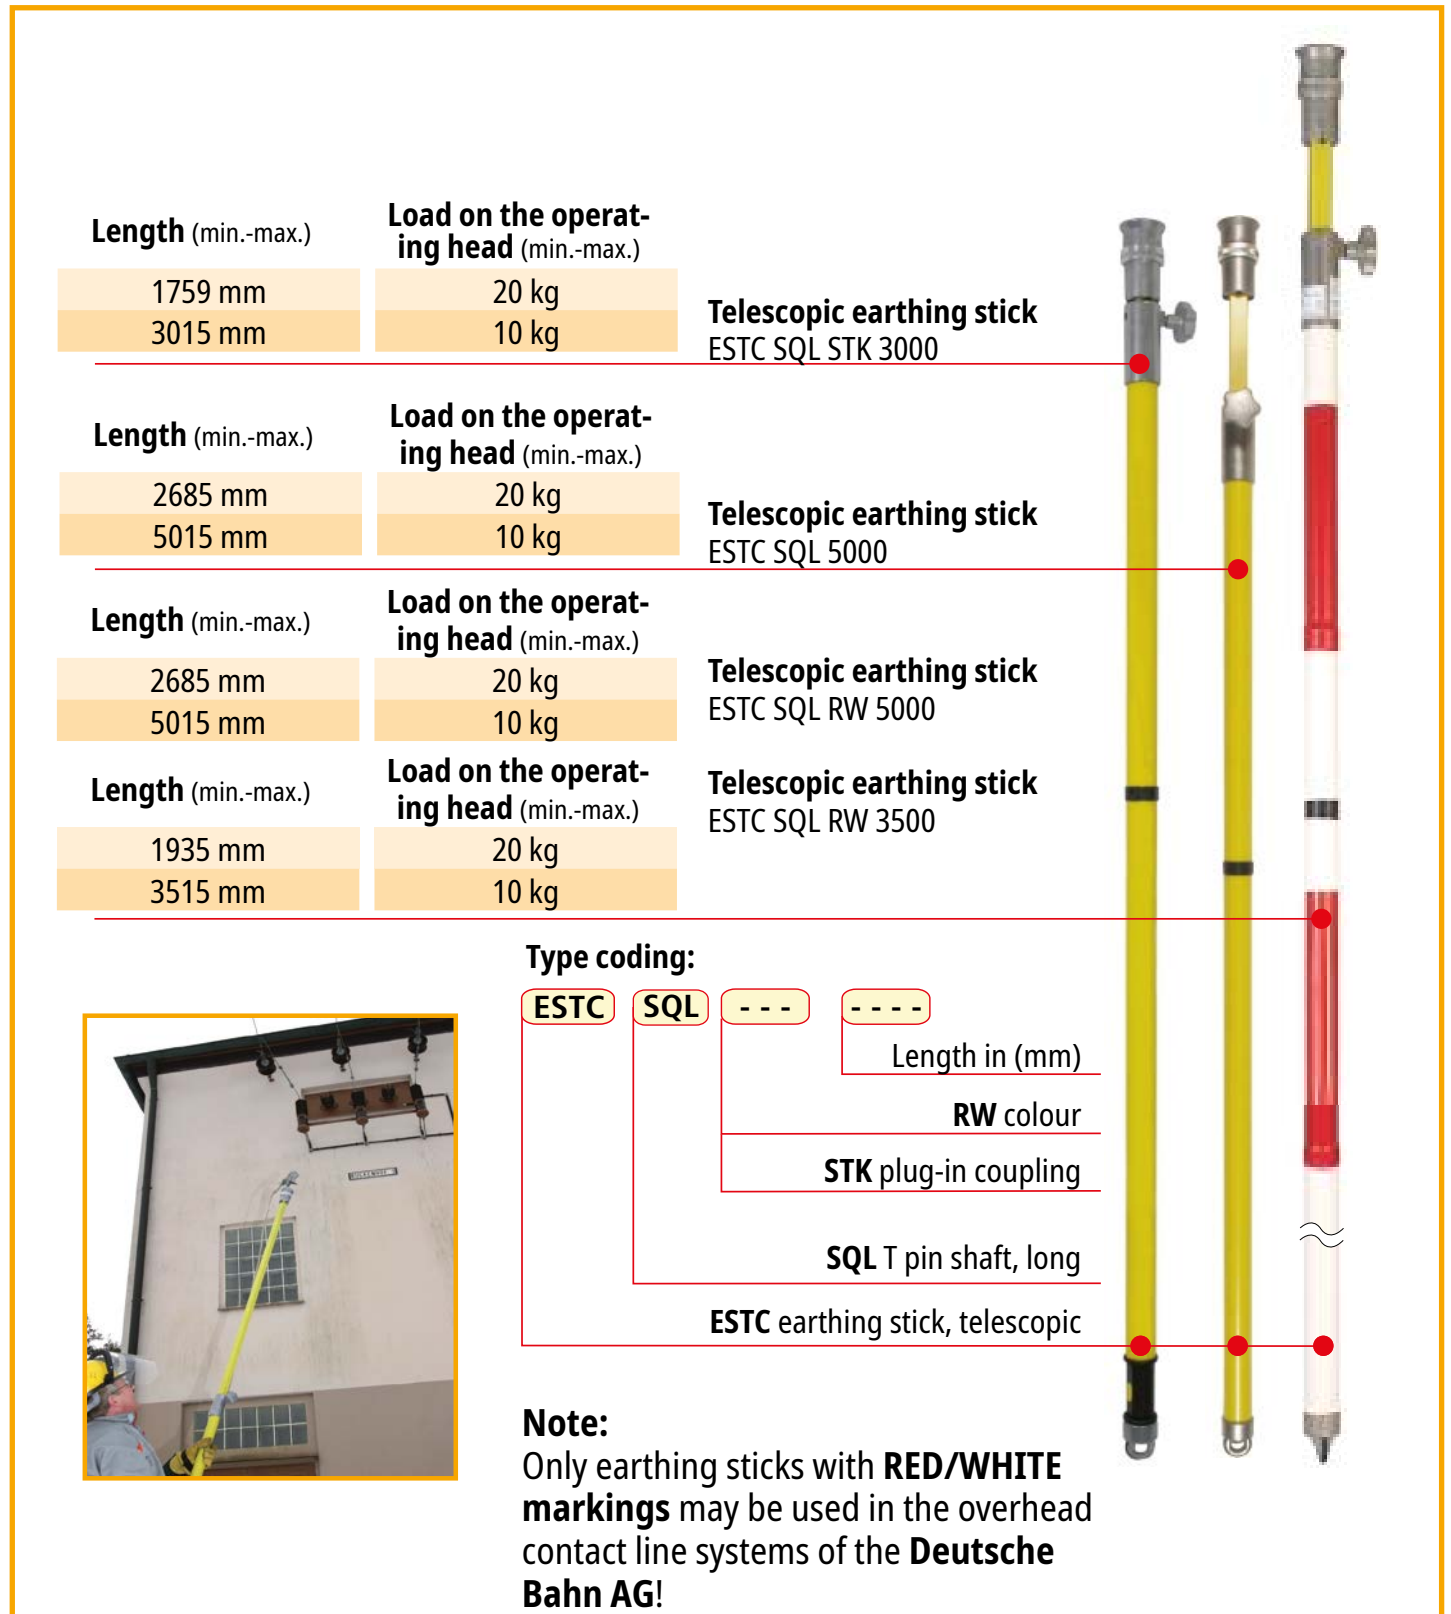 Length (min.-max.)
Load on the operat-
ing head (min.-max.)
1759 mm 20 kg
3015 mm 10 kg
Telescopic earthing stick
ESTC SQL STK 3000
Length (min.-max.)
Load on the operat-
ing head (min.-max.)
2685 mm 20 kg
5015 mm 10 kg
Telescopic earthing stick
ESTC SQL 5000
Length (min.-max.)
Load on the operat-
ing head (min.-max.)
2685 mm 20 kg
5015 mm 10 kg
Telescopic earthing stick
ESTC SQL RW 5000
Length (min.-max.)
Load on the operat-
ing head (min.-max.)
1935 mm 20 kg
3515 mm 10 kg
Telescopic earthing stick
ESTC SQL RW 3500
Type coding:
ESTC SQL - - - - - - -
Length in (mm)
RW colour
STK plug-in coupling
SQL T pin shaft, long
ESTC earthing stick, telescopic
Note:
Only earthing sticks with RED/WHITE
markings may be used in the overhead
contact line systems of the Deutsche
Bahn AG!